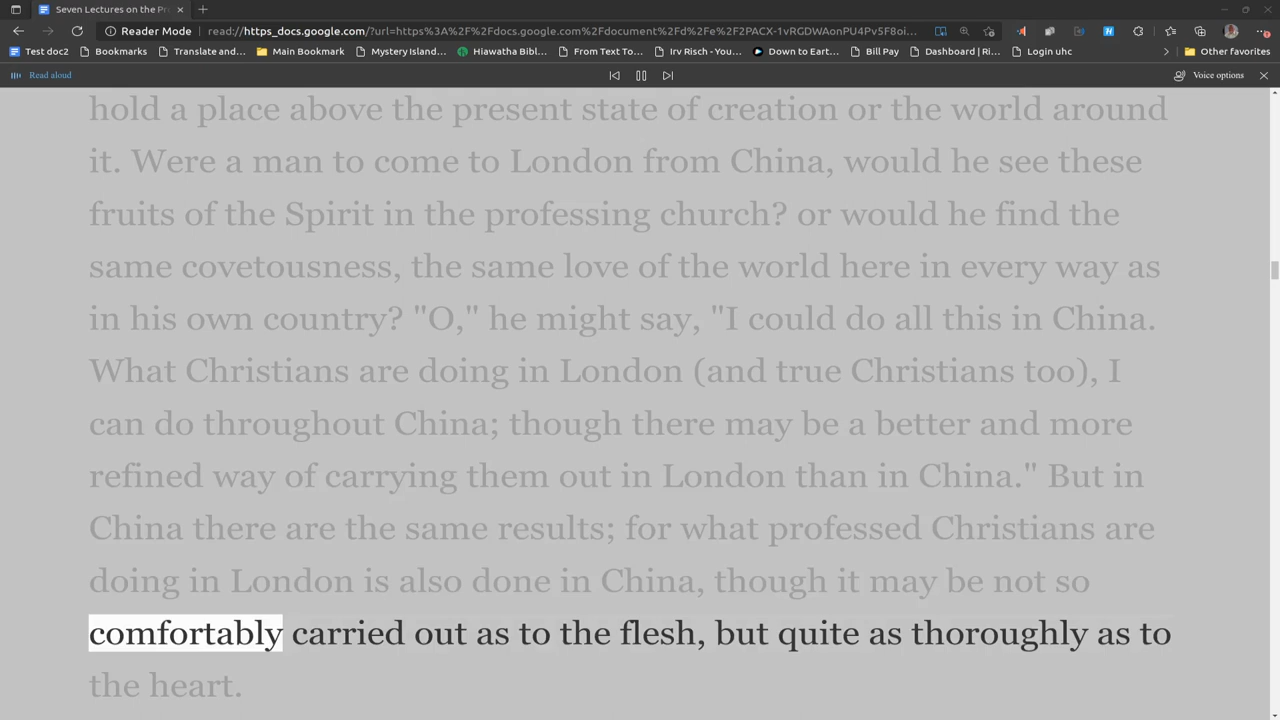 Seven Lectures on the Pr
Reader Mode
read://https_docs.google.com/?url=https%3A%2F%2Fdocs.google.com%2Fdocument%2Fd%2Fe%2F2PACX-1vRGDWAonPU4Pv5F8oi...
Test doc2
Bookmarks
Translate and...
Main Bookmark
Mystery Island...
Hiawatha Bibl...
From Text To...
Irv Risch - You...
Down to Eart...
Bill Pay
Dashboard | Ri...
Login uhc
Other favorites
Read aloud
Voice options
hold a place above the present state of creation or the world around
it. Were a man to come to London from China, would he see these
fruits of the Spirit in the professing church? or would he find the
same covetousness, the same love of the world here in every way as
in his own country? "O," he might say, "I could do all this in China.
What Christians are doing in London (and true Christians too), I
can do throughout China; though there may be a better and more
refined way of carrying them out in London than in China." But in
China there are the same results; for what professed Christians are
doing in London is also done in China, though it may be not so
comfortably carried out as to the flesh, but quite as thoroughly as to
the heart.